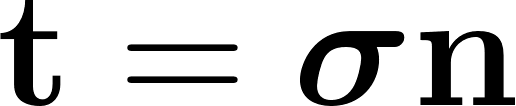 𝐭 = 𝛔𝐧